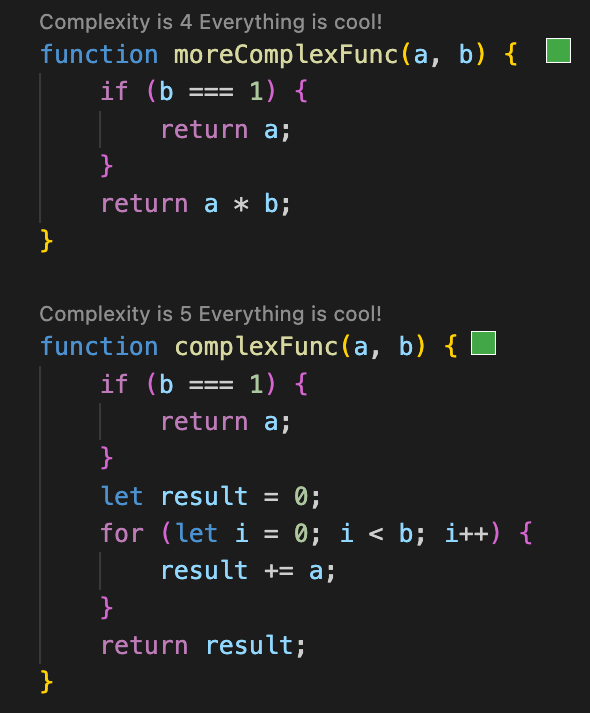 Complexity is 4 Everything is cool!
function moreComplexFunc(a, b) {
    if (b === 1) {
        return a;
    }
    return a * b;
}
Complexity is 5 Everything is cool!
function complexFunc(a, b) {
    if (b === 1) {
        return a;
    }
    let result = 0;
    for (let i = 0; i < b; i++) {
        result += a;
    }
    return result;
}